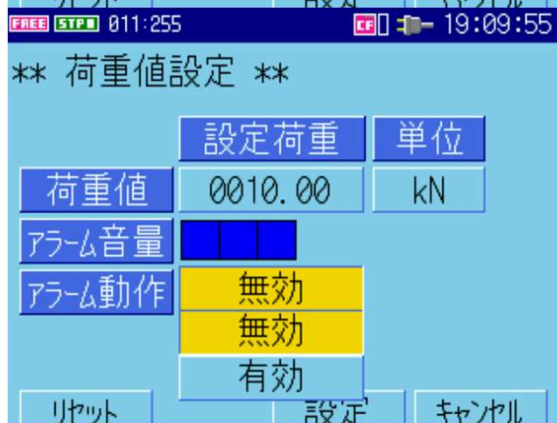 FREE STPII 011:255 CF 19:09:55
** 荷重値設定 **
設定荷重 単位
荷重値 0010.00 kN
アラーム音量
アラーム動作 無効
無効
有効
リセット 設定 キャンセル